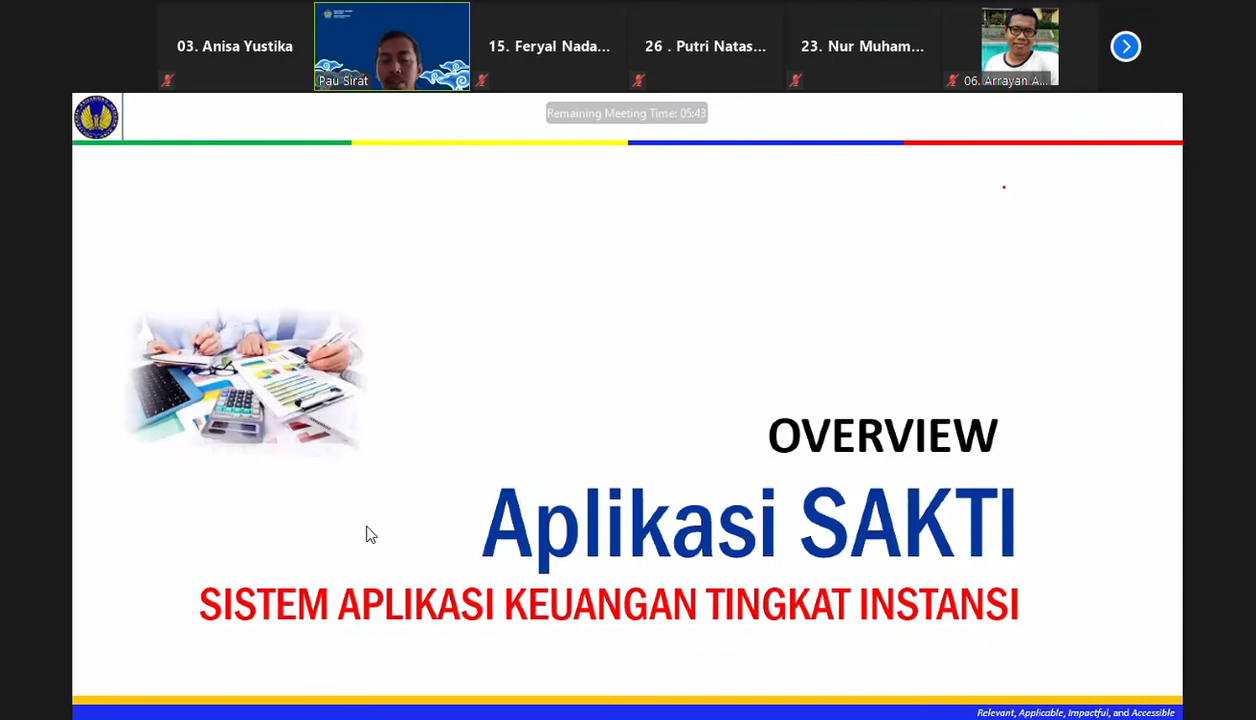 03. Anisa Yustika
Pau Sirat
15. Feryal Nada...
26 . Putri Natas...
23. Nur Muham...
06. Arrayan A...
Remaining Meeting Time: 05:43
OVERVIEW
Aplikasi SAKTI
SISTEM APLIKASI KEUANGAN TINGKAT INSTANSI
Relevant, Applicable, Impactful, and Accessible